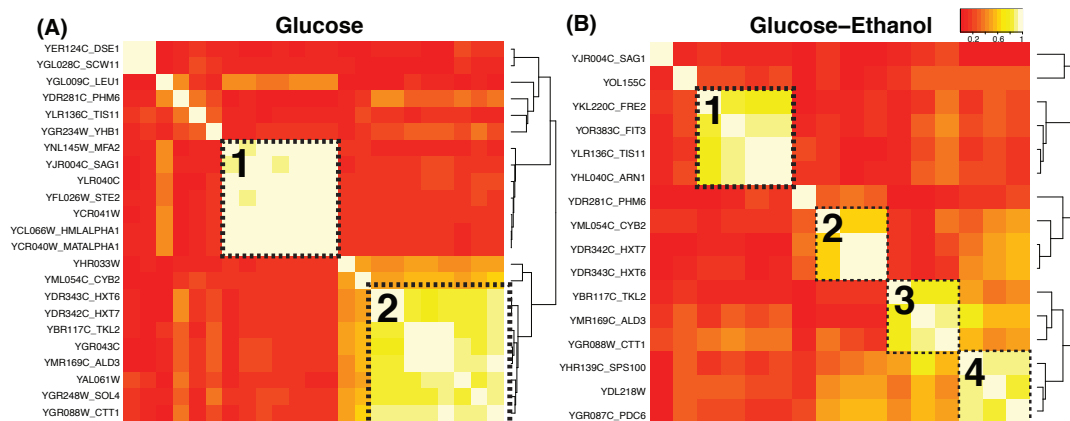 (A)
Glucose
YER124C_DSE1
YGL028C_SCW11
YGL009C_LEU1
YDR281C_PHM6
YLR136C_TIS11
YGR234W_YHB1
YNL145W_MFA2
YJR004C_SAG1
YLR040C
YFL026W_STE2
YCR041W
YCL066W_HMLALPHA1
YCR040W_MATALPHA1
YHR033W
YML054C_CYB2
YDR343C_HXT6
YDR342C_HXT7
YBR117C_TKL2
YGR043C
YMR169C_ALD3
YAL061W
YGR248W_SOL4
YGR088W_CTT1
1
2
(B)
Glucose–Ethanol
0.2 0.6 1
YJR004C_SAG1
YOL155C
YKL220C_FRE2
YOR383C_FIT3
YLR136C_TIS11
YHL040C_ARN1
YDR281C_PHM6
YML054C_CYB2
YDR342C_HXT7
YDR343C_HXT6
YBR117C_TKL2
YMR169C_ALD3
YGR088W_CTT1
YHR139C_SPS100
YDL218W
YGR087C_PDC6
1
2
3
4